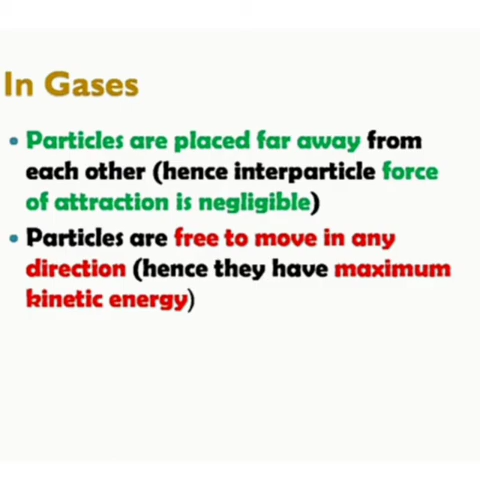 In Gases
• Particles are placed far away from
each other (hence interparticle force
of attraction is negligible)
• Particles are free to move in any
direction (hence they have maximum
kinetic energy)